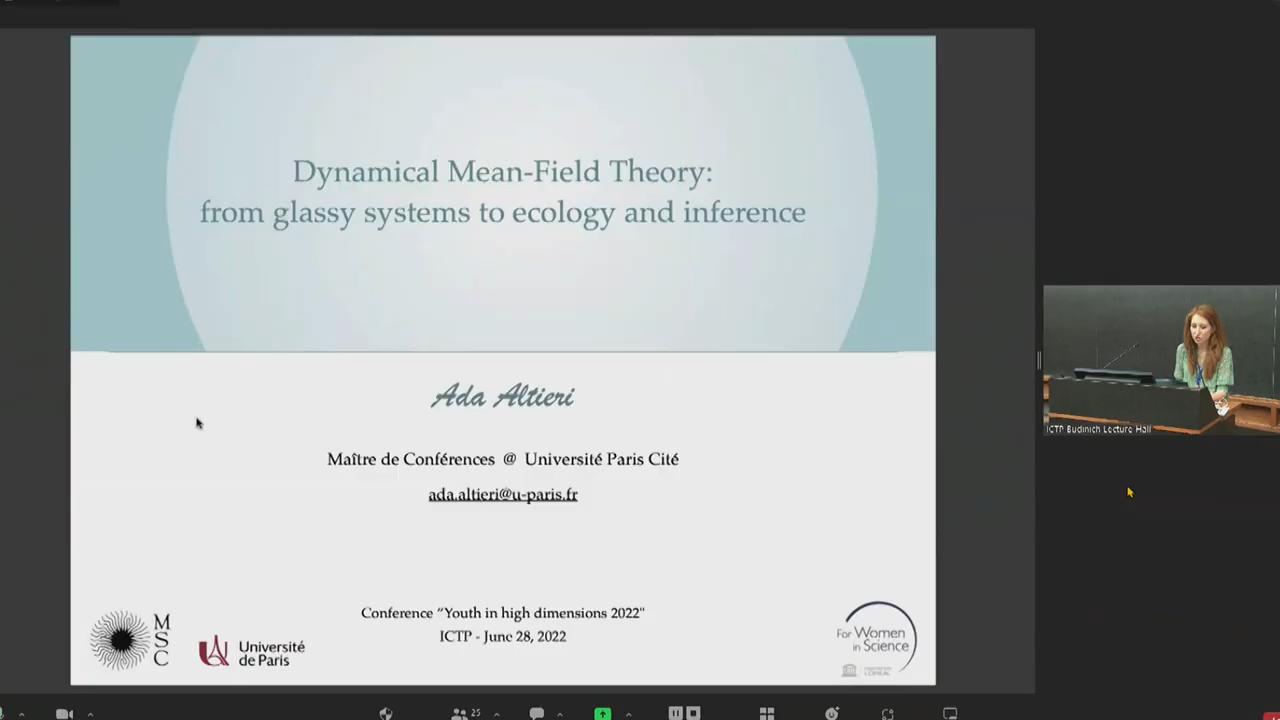 Dynamical Mean-Field Theory:
from glassy systems to ecology and inference
Ada Altieri
Maître de Conférences @ Université Paris Cité
ada.altieri@u-paris.fr
Conference “Youth in high dimensions 2022"
ICTP - June 28, 2022
M
S
C
Université
de Paris
For Women
in Science
L'ORÉAL
ICTP Budinich Lecture Hall
25